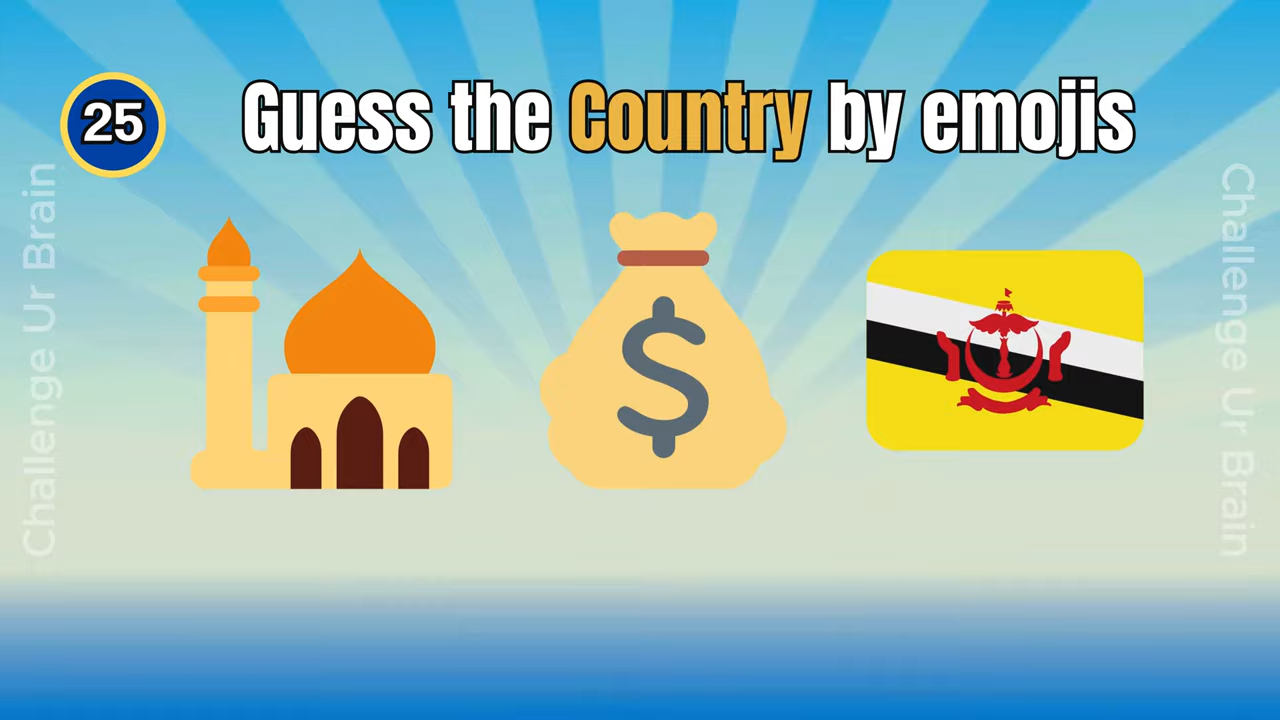 25
Guess the Country by emojis
Challenge Ur Brain
$
Challenge Ur Brain